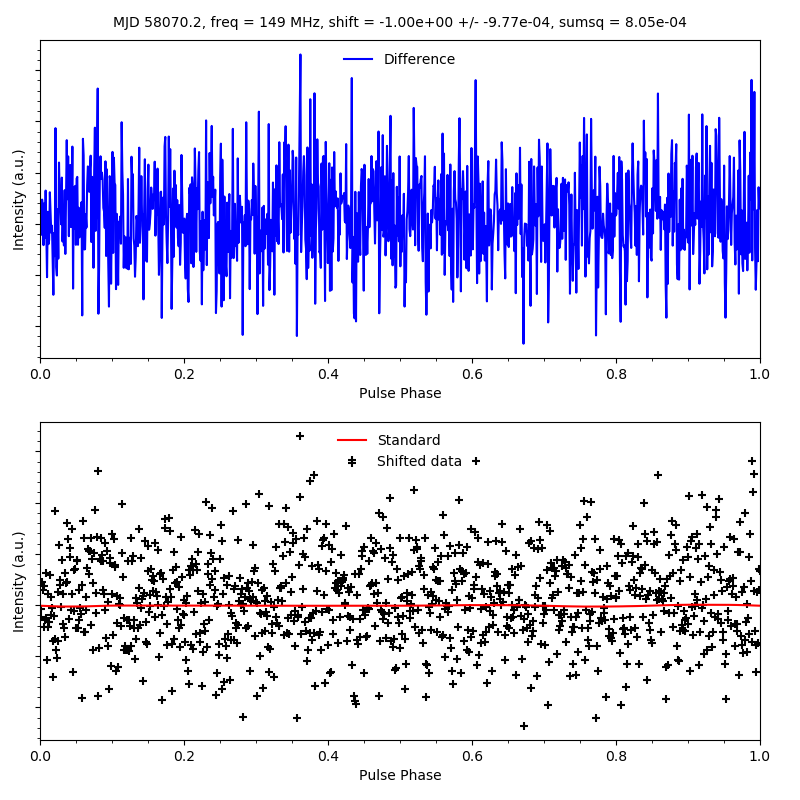 MJD 58070.2, freq = 149 MHz, shift = -1.00e+00 +/- -9.77e-04, sumsq = 8.05e-04
Difference
Intensity (a.u.)
0.0 0.2 0.4 0.6 0.8 1.0
Pulse Phase
Standard
Shifted data
Intensity (a.u.)
0.0 0.2 0.4 0.6 0.8 1.0
Pulse Phase